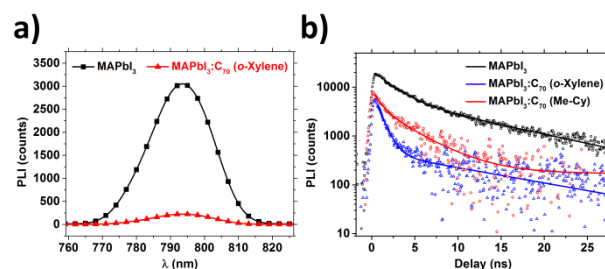 a)
MAPbI₃ MAPbI₃:C₇₀ (o-Xylene)
PLI (counts)
3500
3000
2500
2000
1500
1000
500
0
760 770 780 790 800 810 820
λ (nm)
b)
MAPbI₃
MAPbI₃:C₇₀ (o-Xylene)
MAPbI₃:C₇₀ (Me-Cy)
PLI (counts)
10000
1000
100
10
0 5 10 15 20 25
Delay (ns)